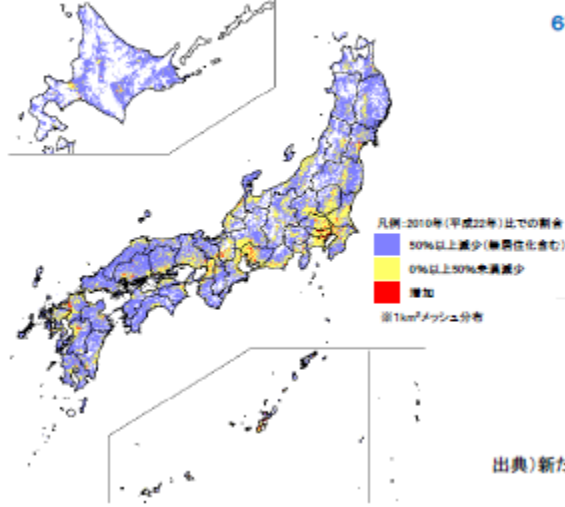 6
凡例:2010年(平成22年)比での割合
50%以上減少(無居住化含む)
0%以上50%未満減少
増加
※1km²メッシュ分布
出典)新た